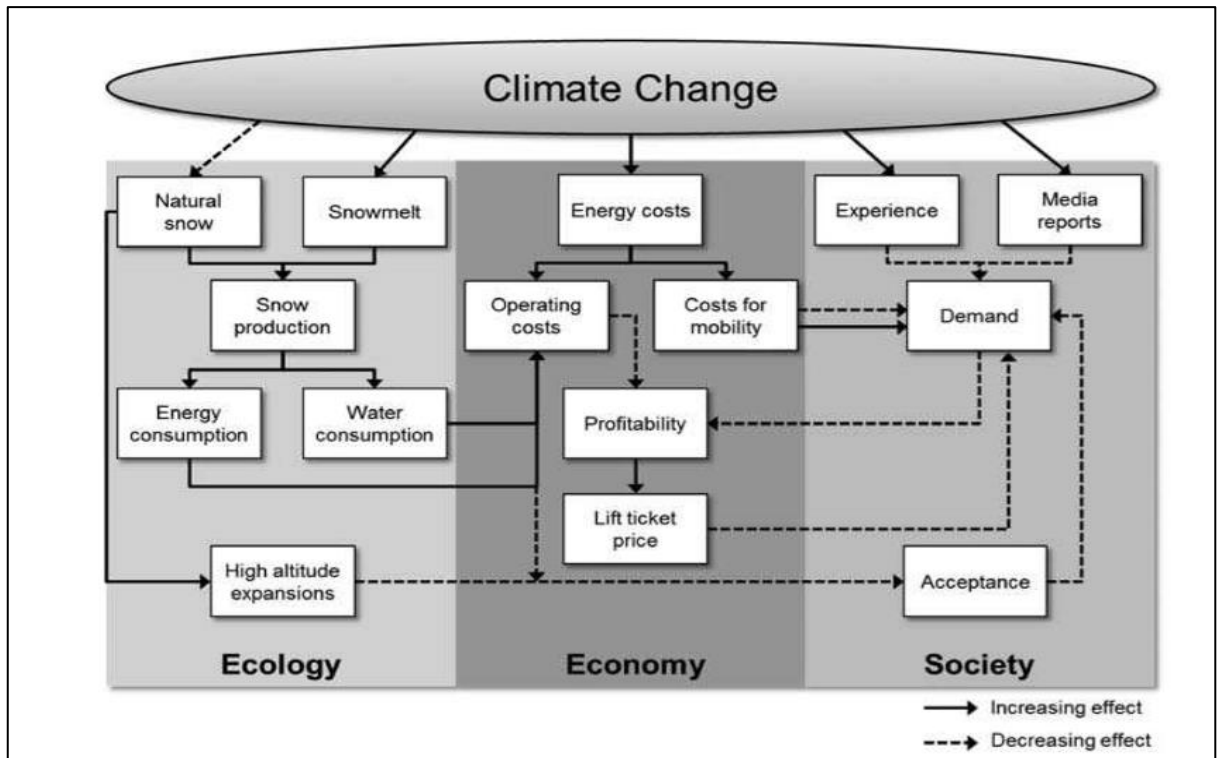 Climate Change
Natural
snow
Snowmelt
Energy costs
Experience
Media
reports
Snow
production
Operating
costs
Costs for
mobility
Demand
Energy
consumption
Water
consumption
Profitability
Lift ticket
price
High altitude
expansions
Acceptance
Ecology
Economy
Society
Increasing effect
Decreasing effect